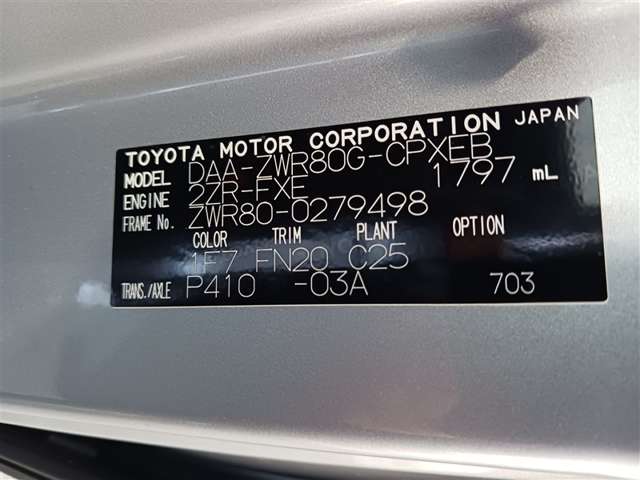 TOYOTA MOTOR CORPORATION JAPAN
MODEL DAA-ZWR80G-CPXEB
ENGINE 2ZR-FXE 1797 mL
FRAME No. ZWR80-0279498
COLOR TRIM PLANT OPTION
1F7 FN20 C25
TRANS./AXLE P410 -03A 703